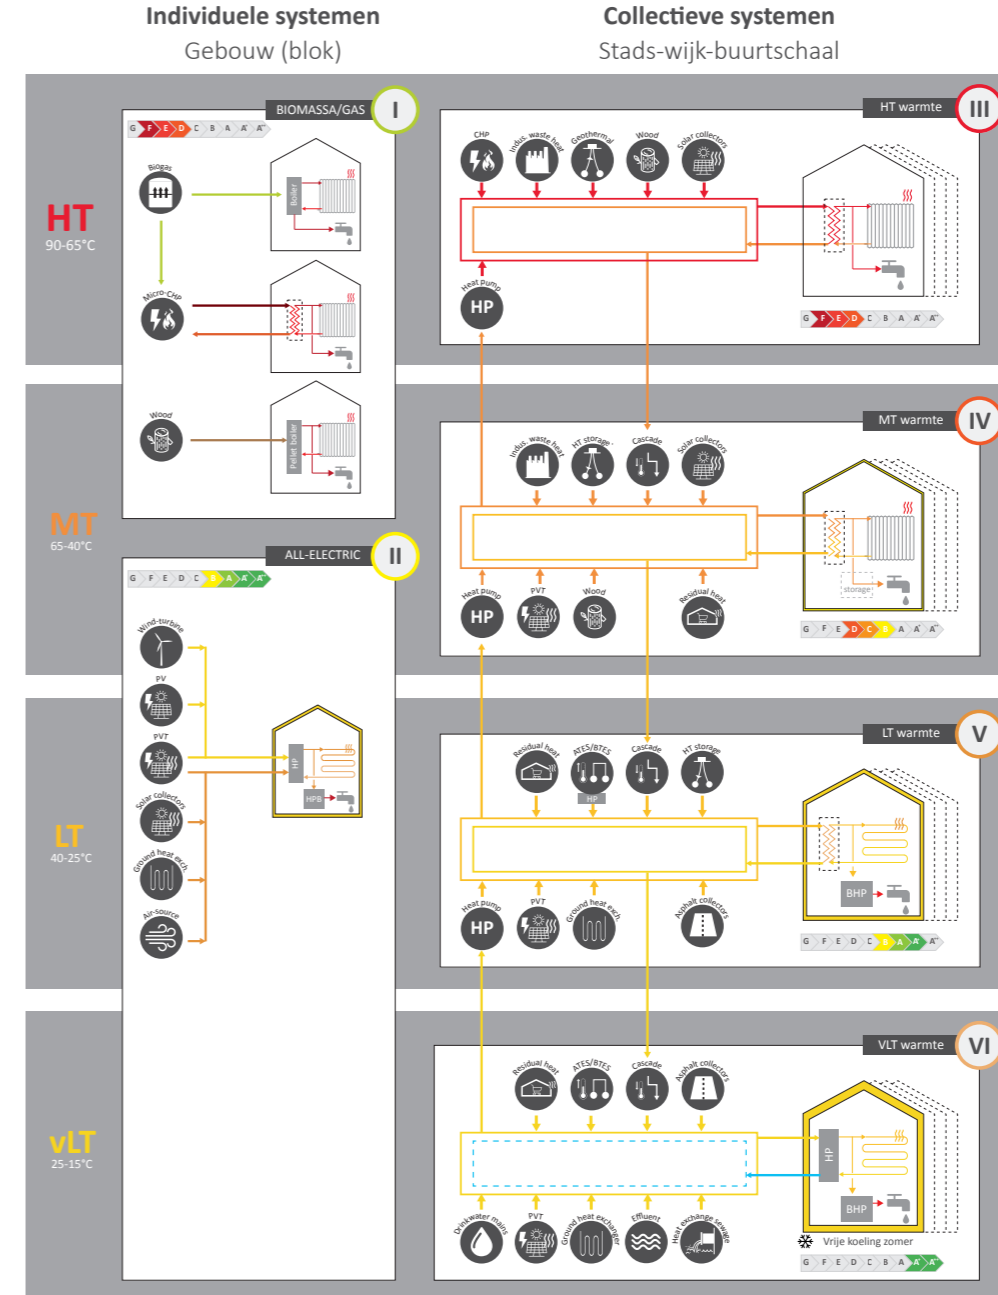 Individuele systemen
Gebouw (blok)
Collectieve systemen
Stads-wijk-buurtschaal
HT
90-65°C
BIOMASSA/GAS
I
G F E D C B A A⁺ A⁺⁺
Biogas
Boiler
Micro-CHP
Wood
Pellet boiler
HT warmte
III
CHP
Indus. waste heat
Geothermal
Wood
Solar collectors
Heat pump
HP
G F E D C B A A⁺ A⁺⁺
MT
65-40°C
MT warmte
IV
Indus. waste heat
HT storage
Cascade
Solar collectors
storage
Heat pump
HP
PVT
Wood
Residual heat
G F E D C B A A⁺ A⁺⁺
ALL-ELECTRIC
II
G F E D C B A A⁺ A⁺⁺
Wind-turbine
PV
PVT
HP
HPB
Solar collectors
Ground heat exch.
Air-source
LT
40-25°C
LT warmte
V
Residual heat
ATES/BTES
HP
Cascade
HT storage
BHP
Heat pump
HP
PVT
Ground heat exch.
Asphalt collectors
G F E D C B A A⁺ A⁺⁺
vLT
25-15°C
VLT warmte
VI
Residual heat
ATES/BTES
Cascade
Asphalt collectors
HP
BHP
Drinkwater mains
PVT
Ground heat exchanger
Effluent
Heat exchange sewage
Vrije koeling zomer
G F E D C B A A⁺ A⁺⁺